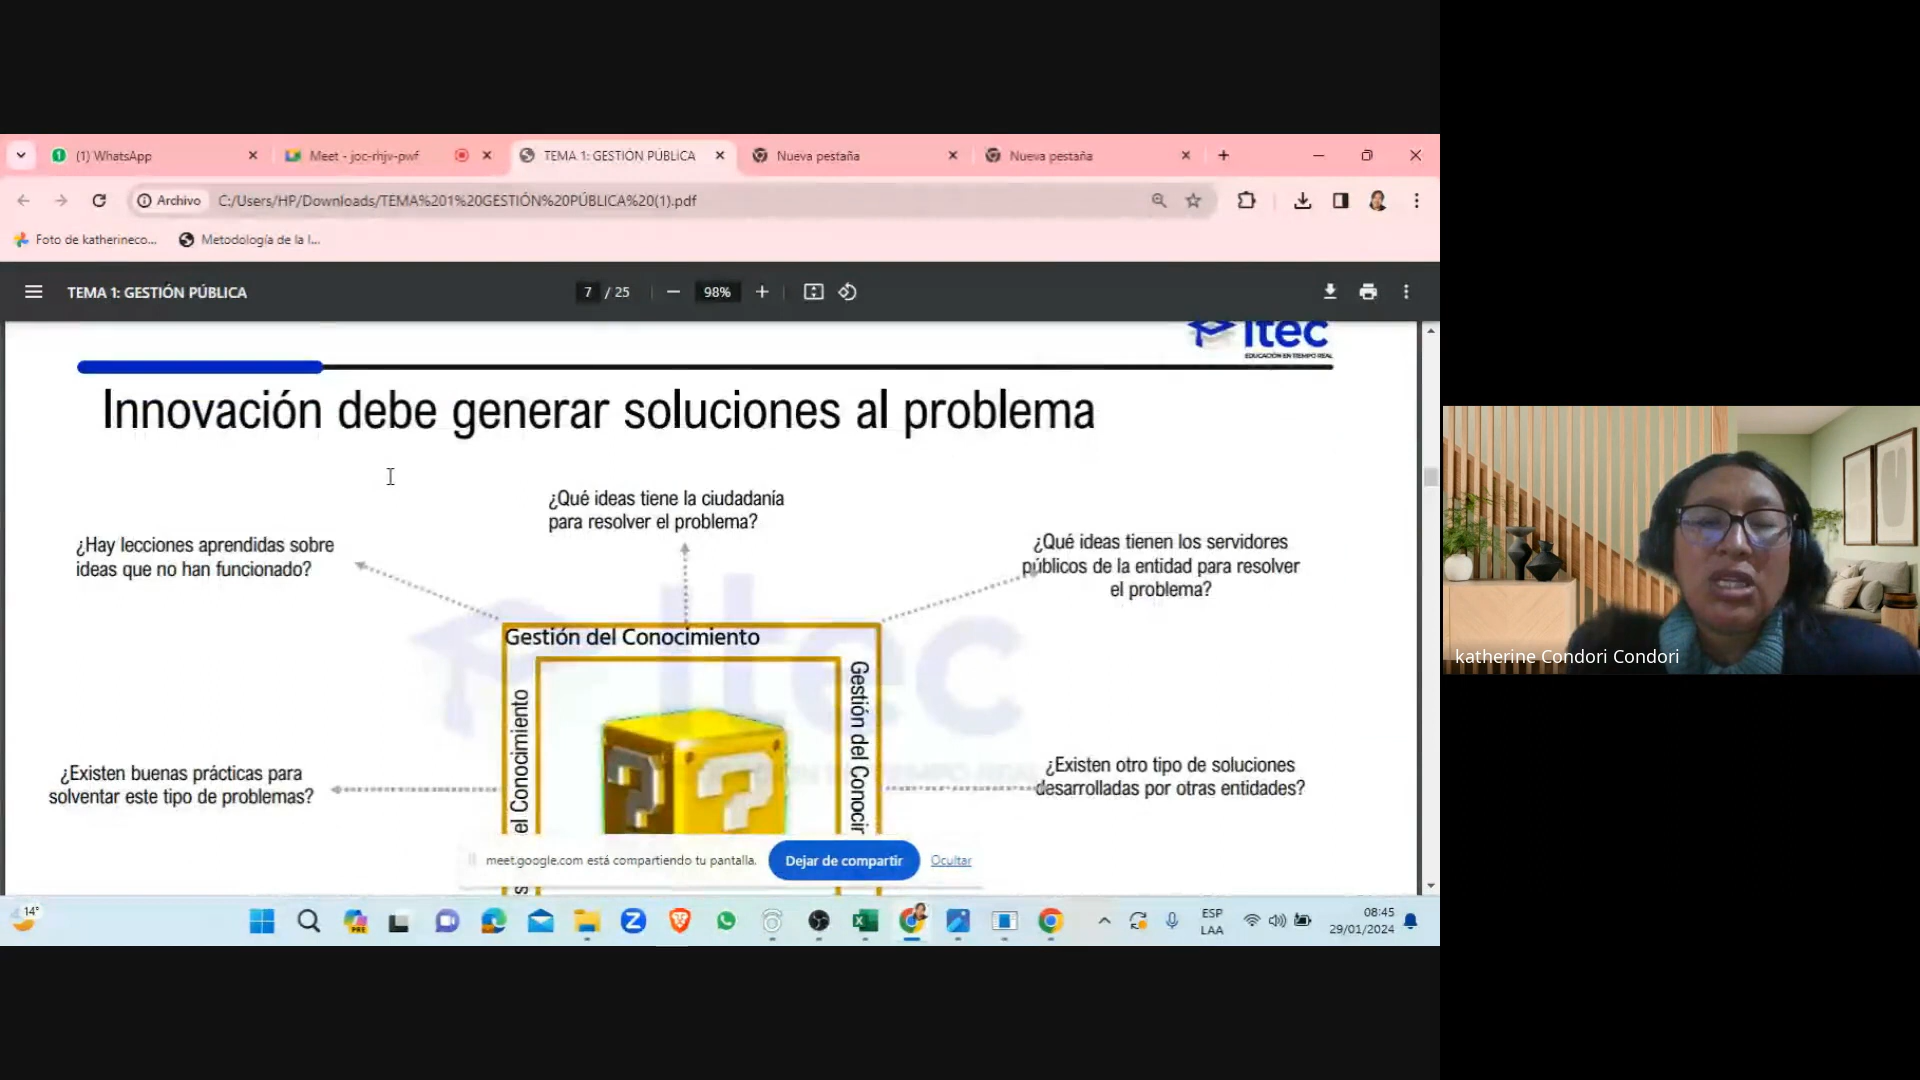 (1) WhatsApp
Meet - joc-rhjv-pwf
TEMA 1: GESTIÓN PÚBLICA
Nueva pestaña
Nueva pestaña
Archivo
C:/Users/HP/Downloads/TEMA%201%20GESTIÓN%20PÚBLICA%20(1).pdf
Foto de katherineco...
Metodología de la I...
TEMA 1: GESTIÓN PÚBLICA
7 / 25
98%
itec
EDUCACIÓN EN TIEMPO REAL
Innovación debe generar soluciones al problema
¿Qué ideas tiene la ciudadanía
para resolver el problema?
¿Hay lecciones aprendidas sobre
ideas que no han funcionado?
¿Qué ideas tienen los servidores
públicos de la entidad para resolver
el problema?
Gestión del Conocimiento
el Conocimiento
Gestión del Conocir
itec
¿Existen buenas prácticas para
solventar este tipo de problemas?
¿Existen otro tipo de soluciones
desarrolladas por otras entidades?
? ?
meet.google.com está compartiendo tu pantalla.
Dejar de compartir
Ocultar
katherine Condori Condori
14°
PRE
ESP
LAA
08:45
29/01/2024